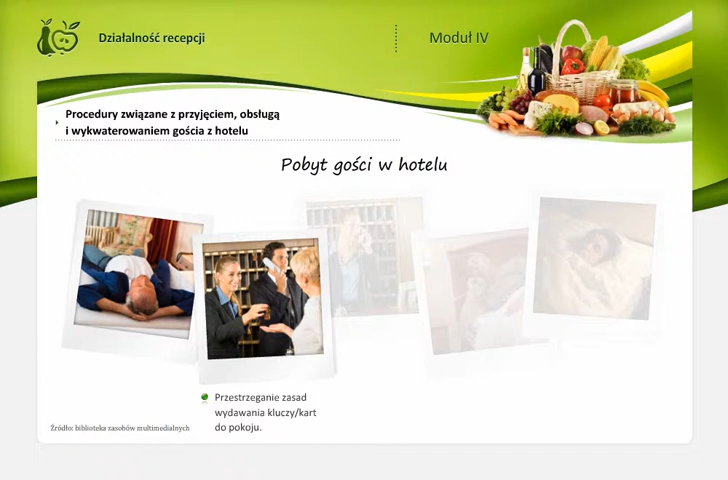 Działalność recepcji
Moduł IV
Procedury związane z przyjęciem, obsługą
i wykwaterowaniem gościa z hotelu
Pobyt gości w hotelu
Przestrzeganie zasad
wydawania kluczy/kart
do pokoju.
Źródło: biblioteka zasobów multimedialnych